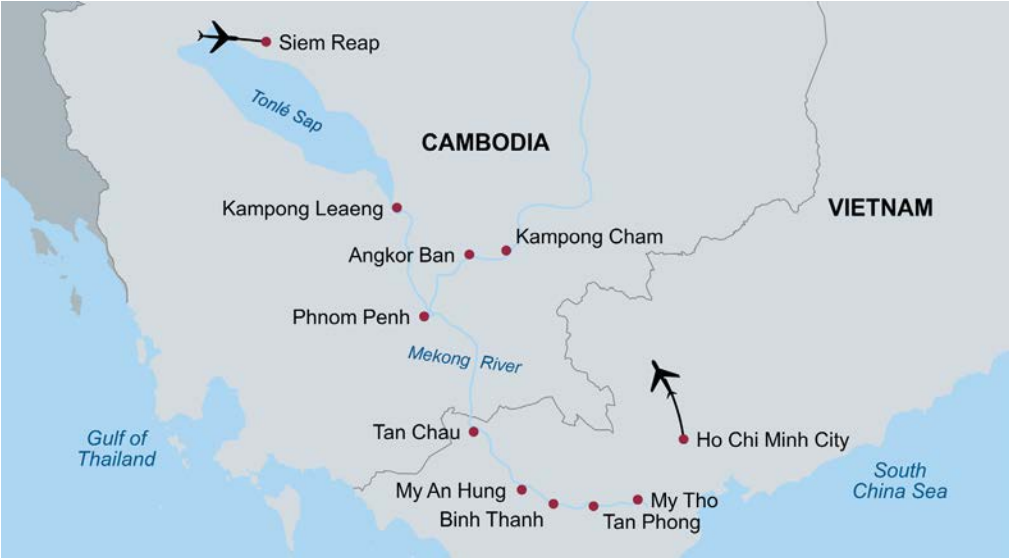 Siem Reap
Tonlé Sap
CAMBODIA
Kampong Leaeng
VIETNAM
Kampong Cham
Angkor Ban
Phnom Penh
Mekong River
Tan Chau
Gulf of
Thailand
Ho Chi Minh City
South
China Sea
My An Hung
My Tho
Binh Thanh
Tan Phong